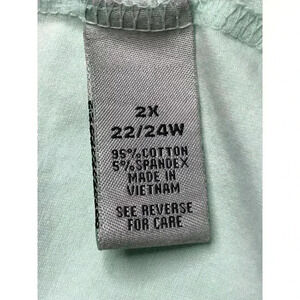 2X
22/24W
95%COTTON
5%SPANDEX
MADE IN
VIETNAM
SEE REVERSE
FOR CARE